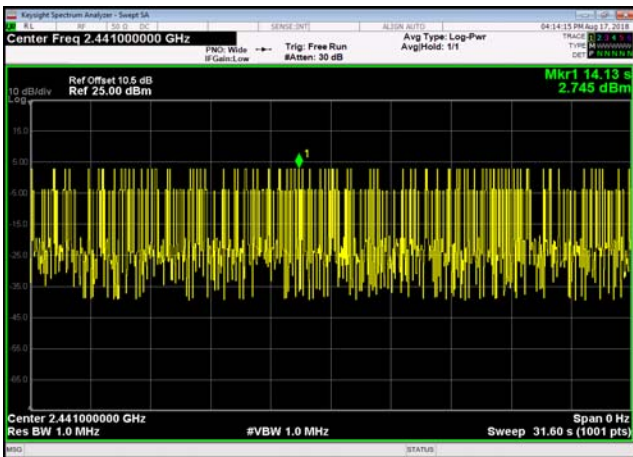 Keysight Spectrum Analyzer - Swept SA
RL RF 50 Ω DC SENSE:INT ALIGN AUTO 04:14:15 PM Aug 17, 2018
Center Freq 2.441000000 GHz
PNO: Wide
IFGain:Low
Trig: Free Run
#Atten: 30 dB
Avg Type: Log-Pwr
Avg|Hold: 1/1
TRACE 1 2 3 4 5 6
TYPE M WWWWW
DET P NNNNN
Mkr1 14.13 s
2.745 dBm
Ref Offset 10.5 dB
10 dB/div Ref 25.00 dBm
Log
1
15.0
5.00
-5.00
-15.0
-25.0
-35.0
-45.0
-55.0
-65.0
Center 2.441000000 GHz Span 0 Hz
Res BW 1.0 MHz #VBW 1.0 MHz Sweep 31.60 s (1001 pts)
MSG STATUS